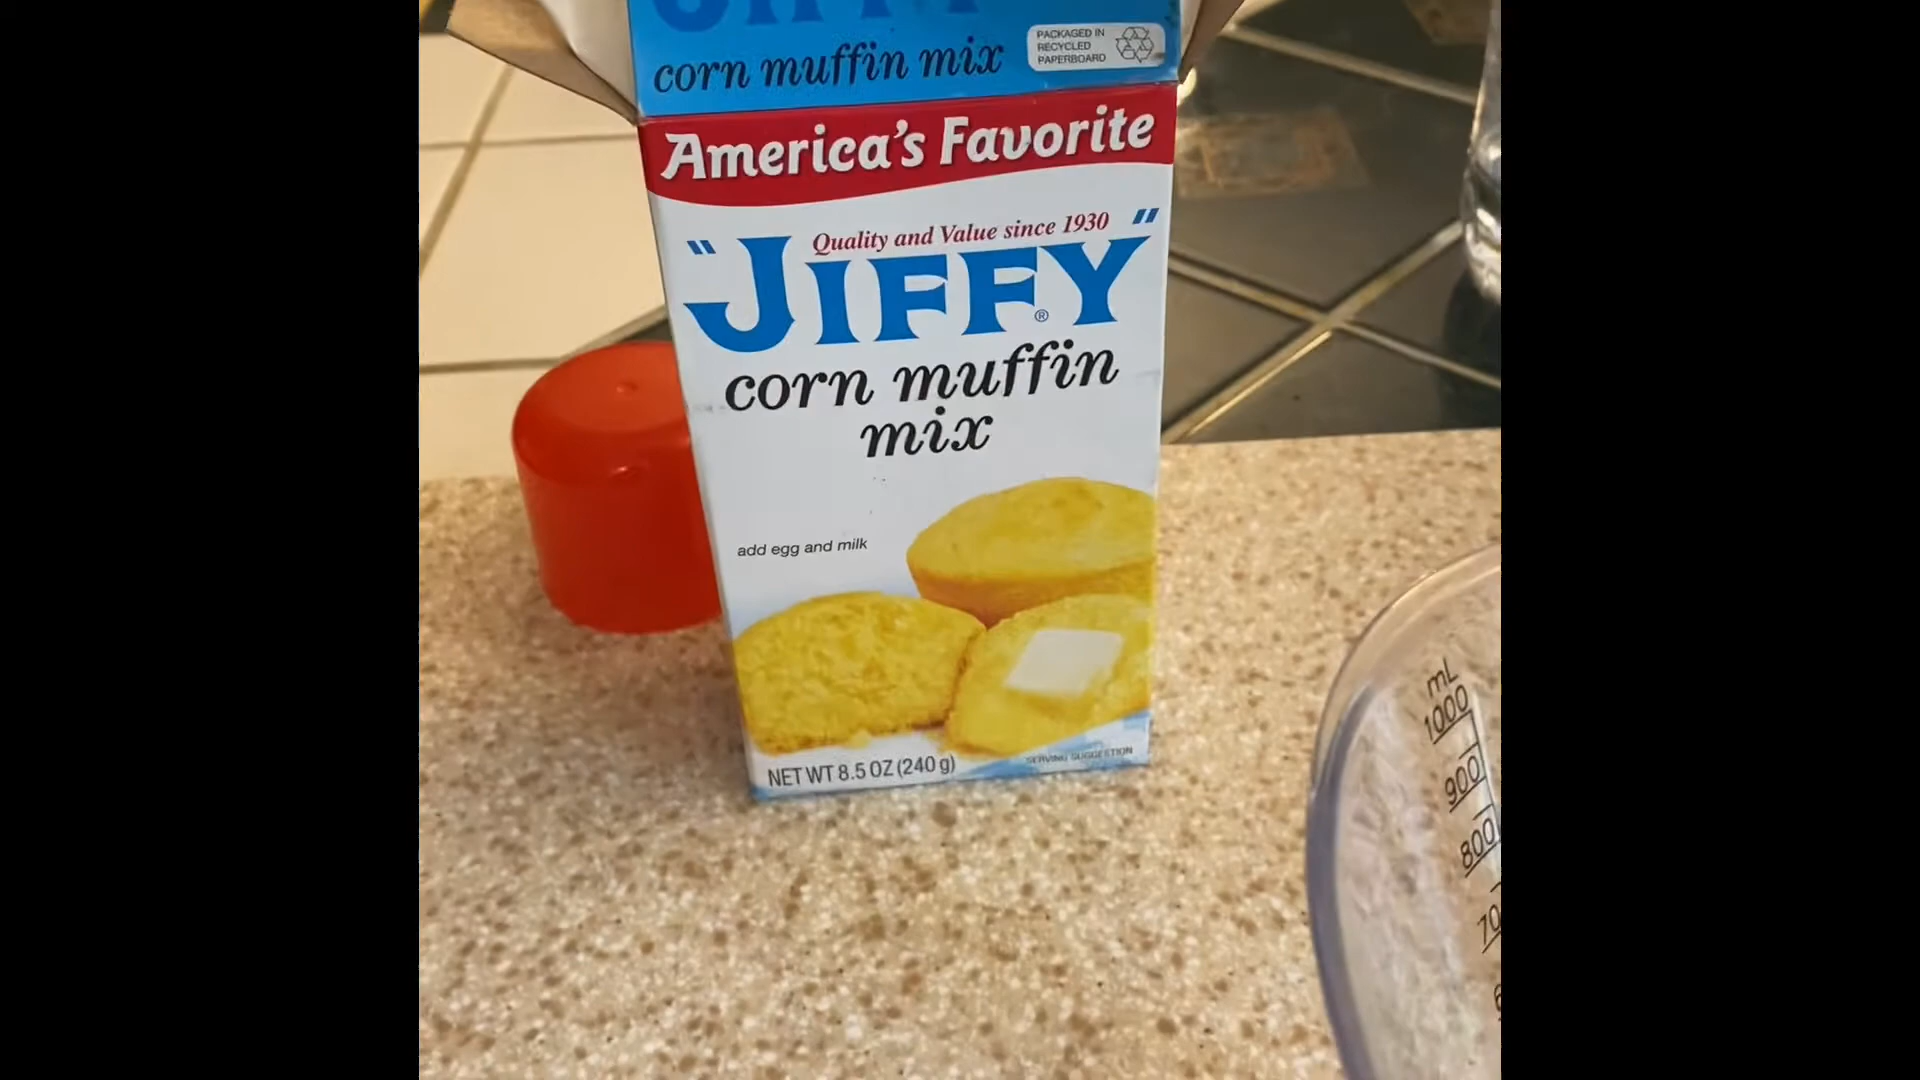 JIFFY
corn muffin mix
PACKAGED IN
RECYCLED
PAPERBOARD
America's Favorite
Quality and Value since 1930
"JIFFY"®
corn muffin
mix
add egg and milk
NET WT 8.5 OZ (240 g)
SERVING SUGGESTION
mL
1000
900
800